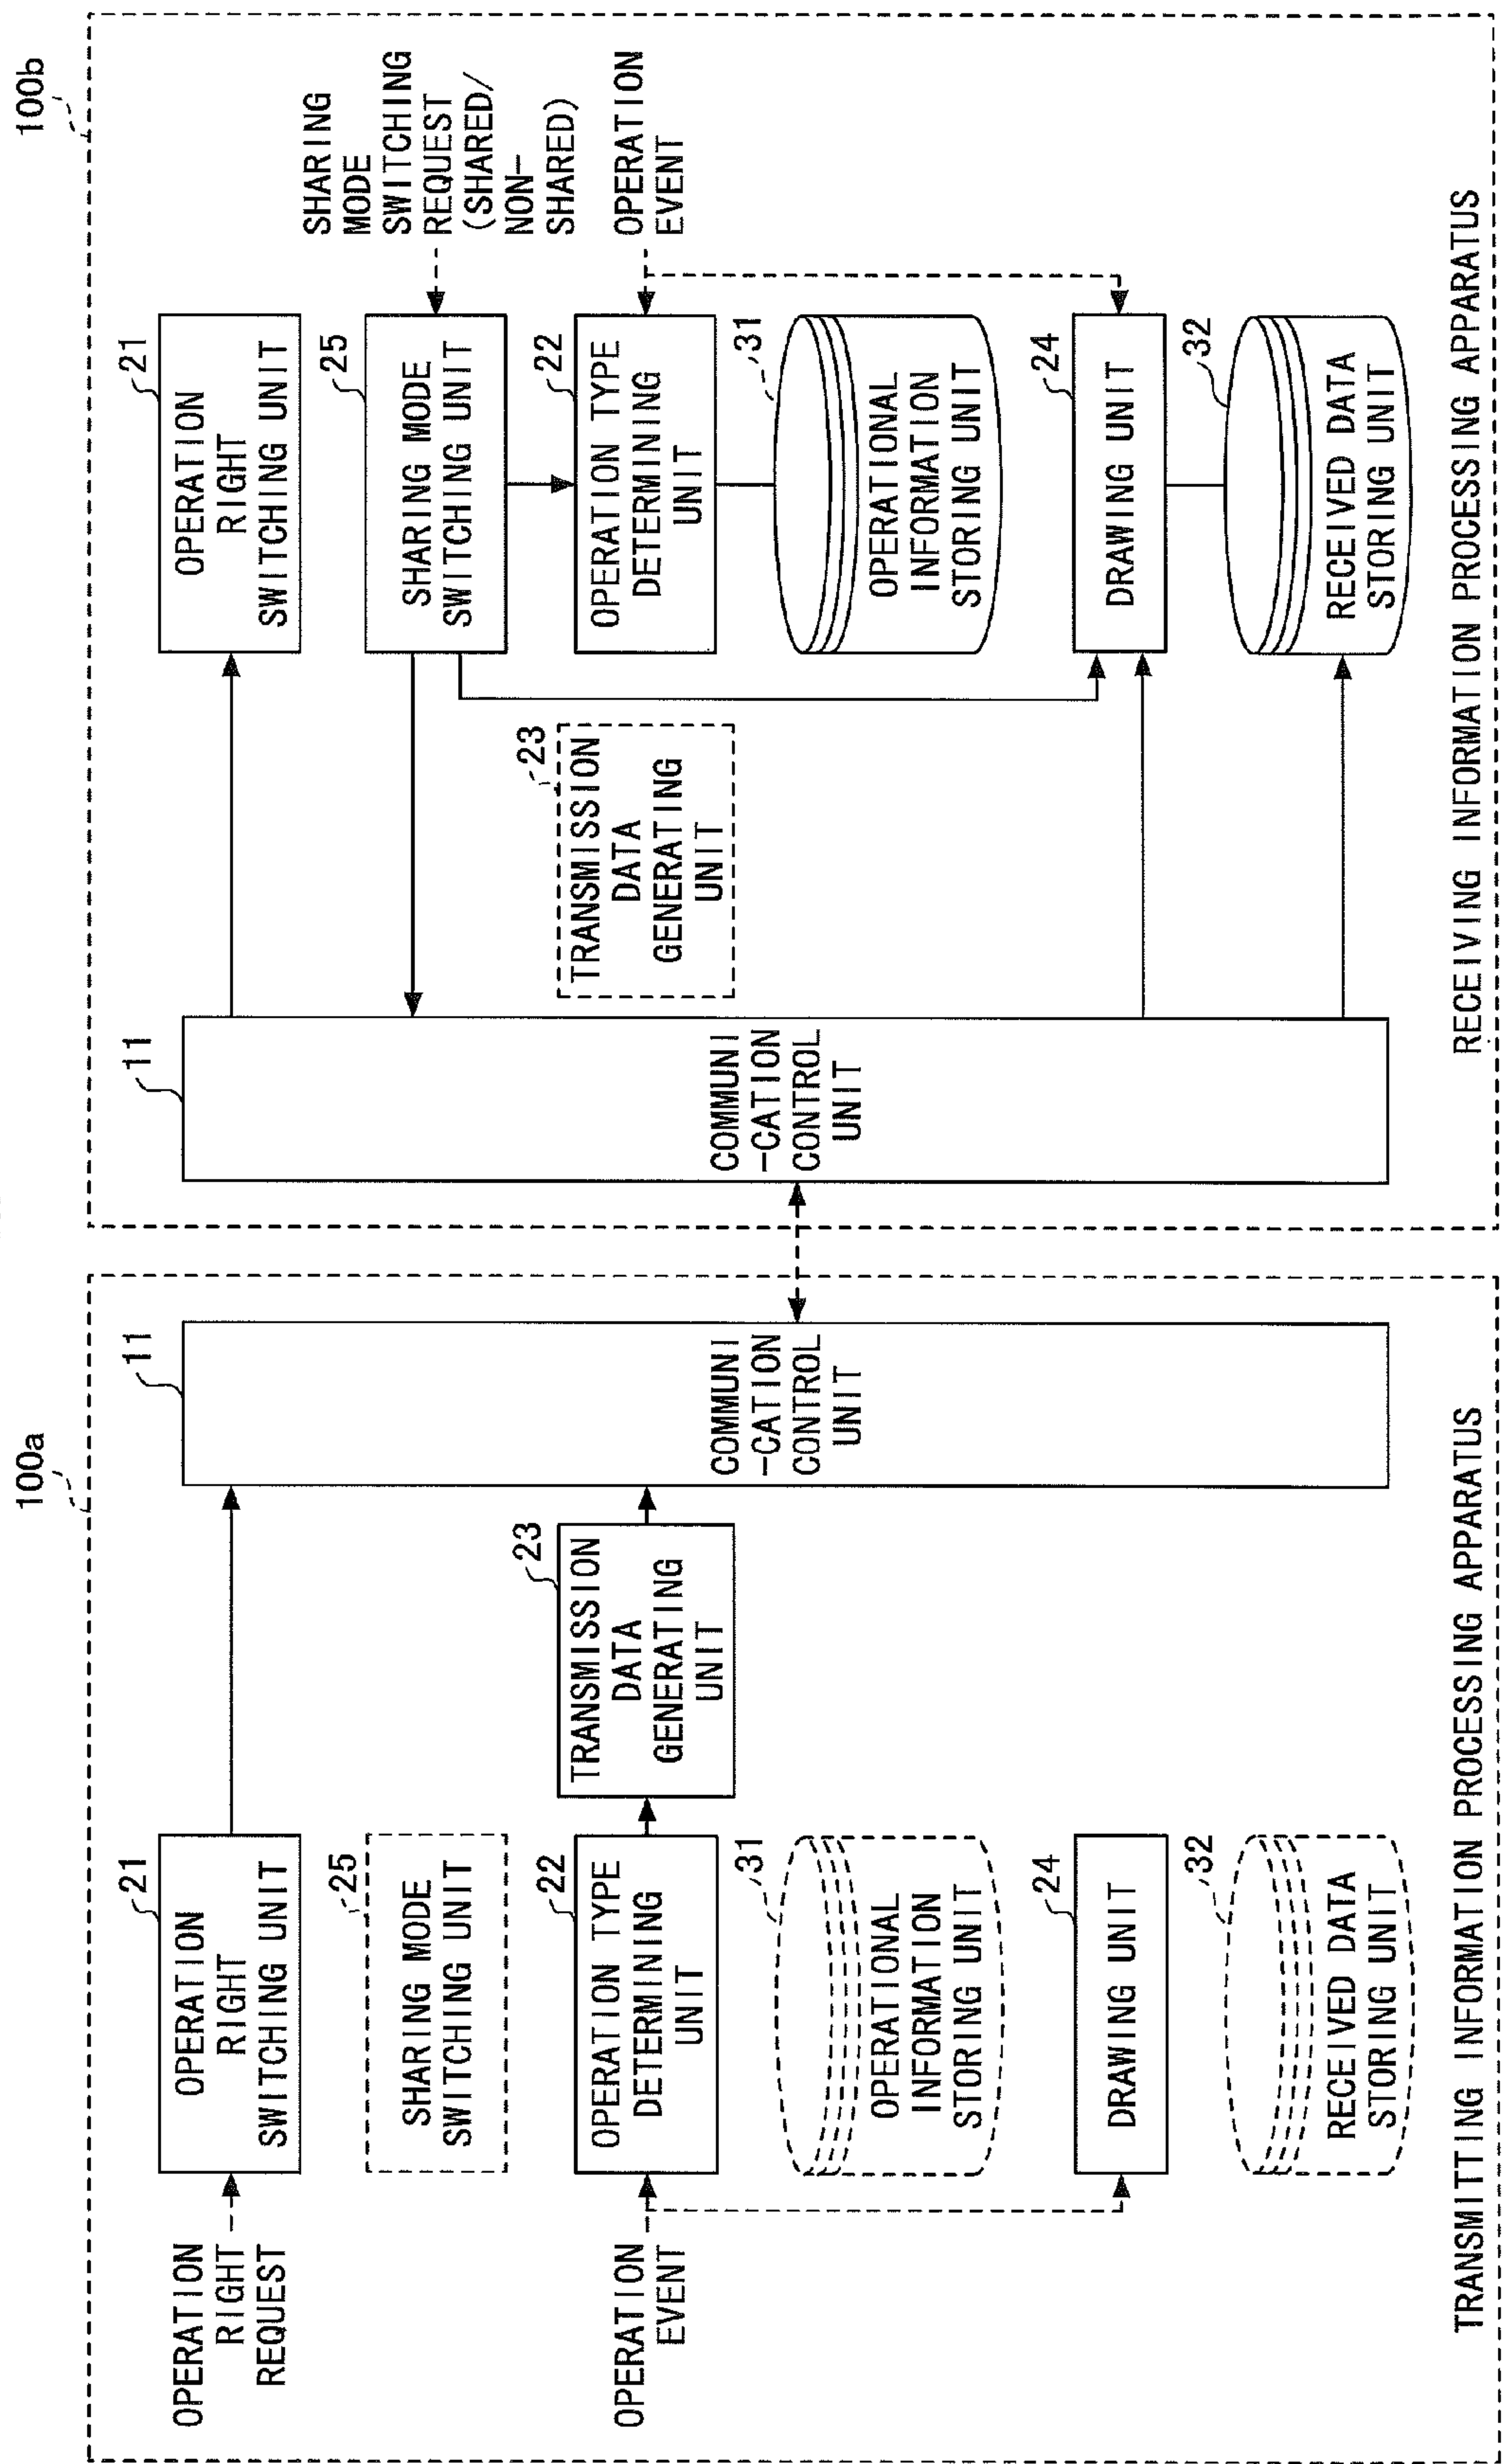 100a
OPERATION
RIGHT
REQUEST
21
OPERATION
RIGHT
SWITCHING UNIT
25
SHARING MODE
SWITCHING UNIT
OPERATION
EVENT
22
OPERATION TYPE
DETERMINING
UNIT
23
TRANSMISSION
DATA
GENERATING
UNIT
31
OPERATIONAL
INFORMATION
STORING UNIT
24
DRAWING UNIT
32
RECEIVED DATA
STORING UNIT
11
COMMUNI
-CATION
CONTROL
UNIT
TRANSMITTING INFORMATION PROCESSING APPARATUS
100b
11
COMMUNI
-CATION
CONTROL
UNIT
21
OPERATION
RIGHT
SWITCHING UNIT
25
SHARING MODE
SWITCHING UNIT
SHARING
MODE
SWITCHING
REQUEST
(SHARED/
NON-
SHARED)
23
TRANSMISSION
DATA
GENERATING
UNIT
22
OPERATION TYPE
DETERMINING
UNIT
OPERATION
EVENT
31
OPERATIONAL
INFORMATION
STORING UNIT
24
DRAWING UNIT
32
RECEIVED DATA
STORING UNIT
RECEIVING INFORMATION PROCESSING APPARATUS